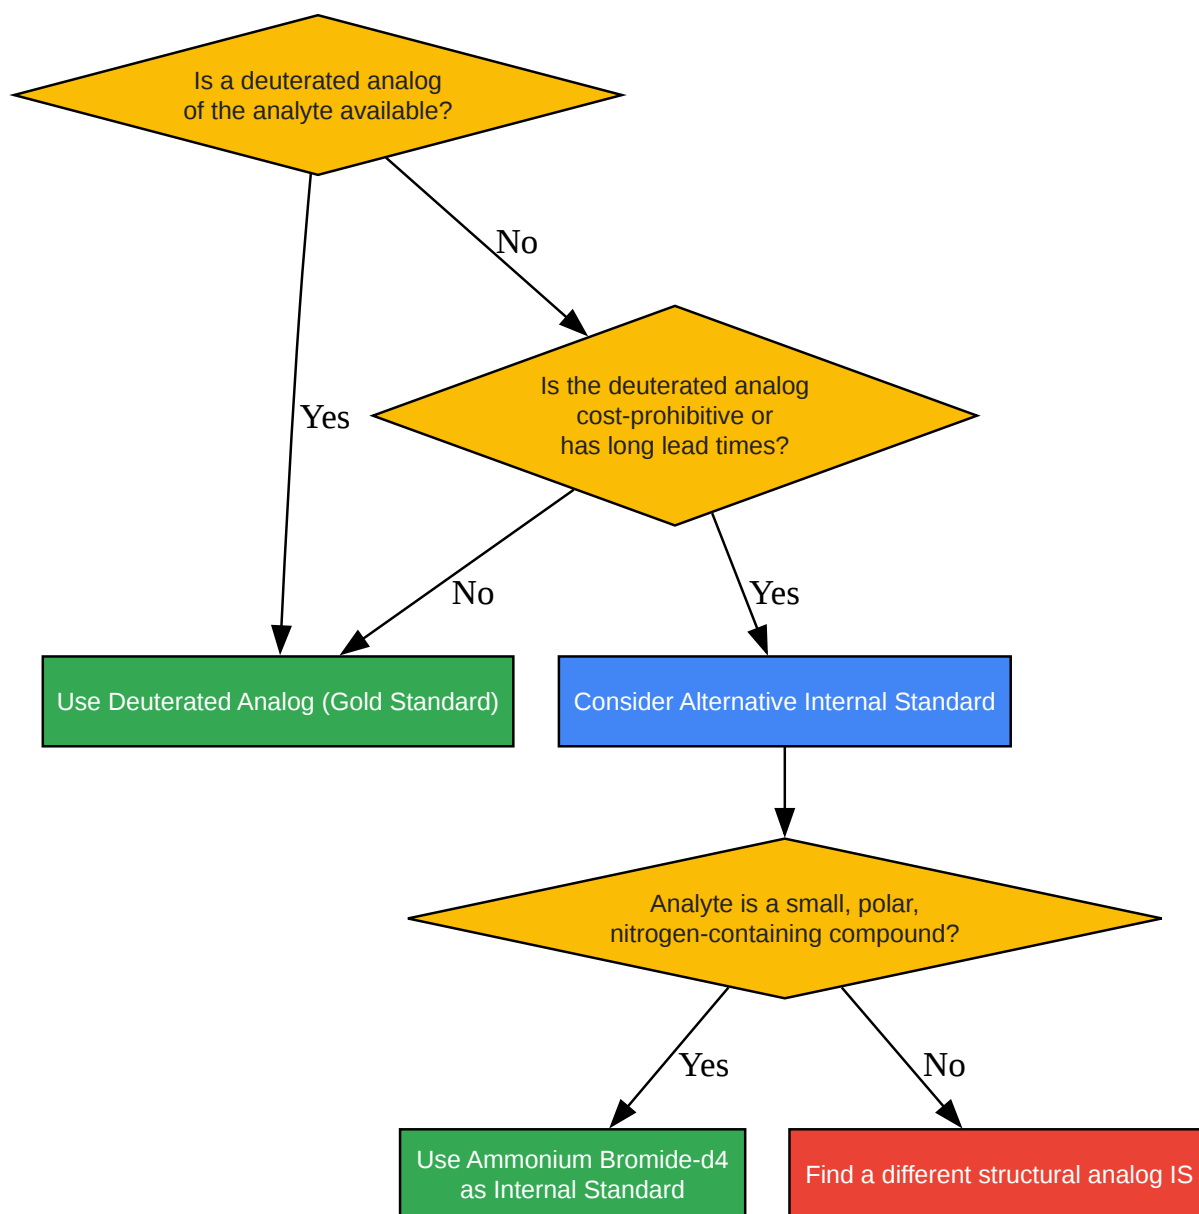 Is a deuterated analog
of the analyte available?
No
Yes
Is the deuterated analog
cost-prohibitive or
has long lead times?
No
Yes
Use Deuterated Analog (Gold Standard)
Consider Alternative Internal Standard
Analyte is a small, polar,
nitrogen-containing compound?
Yes
No
Use Ammonium Bromide-d4
as Internal Standard
Find a different structural analog IS